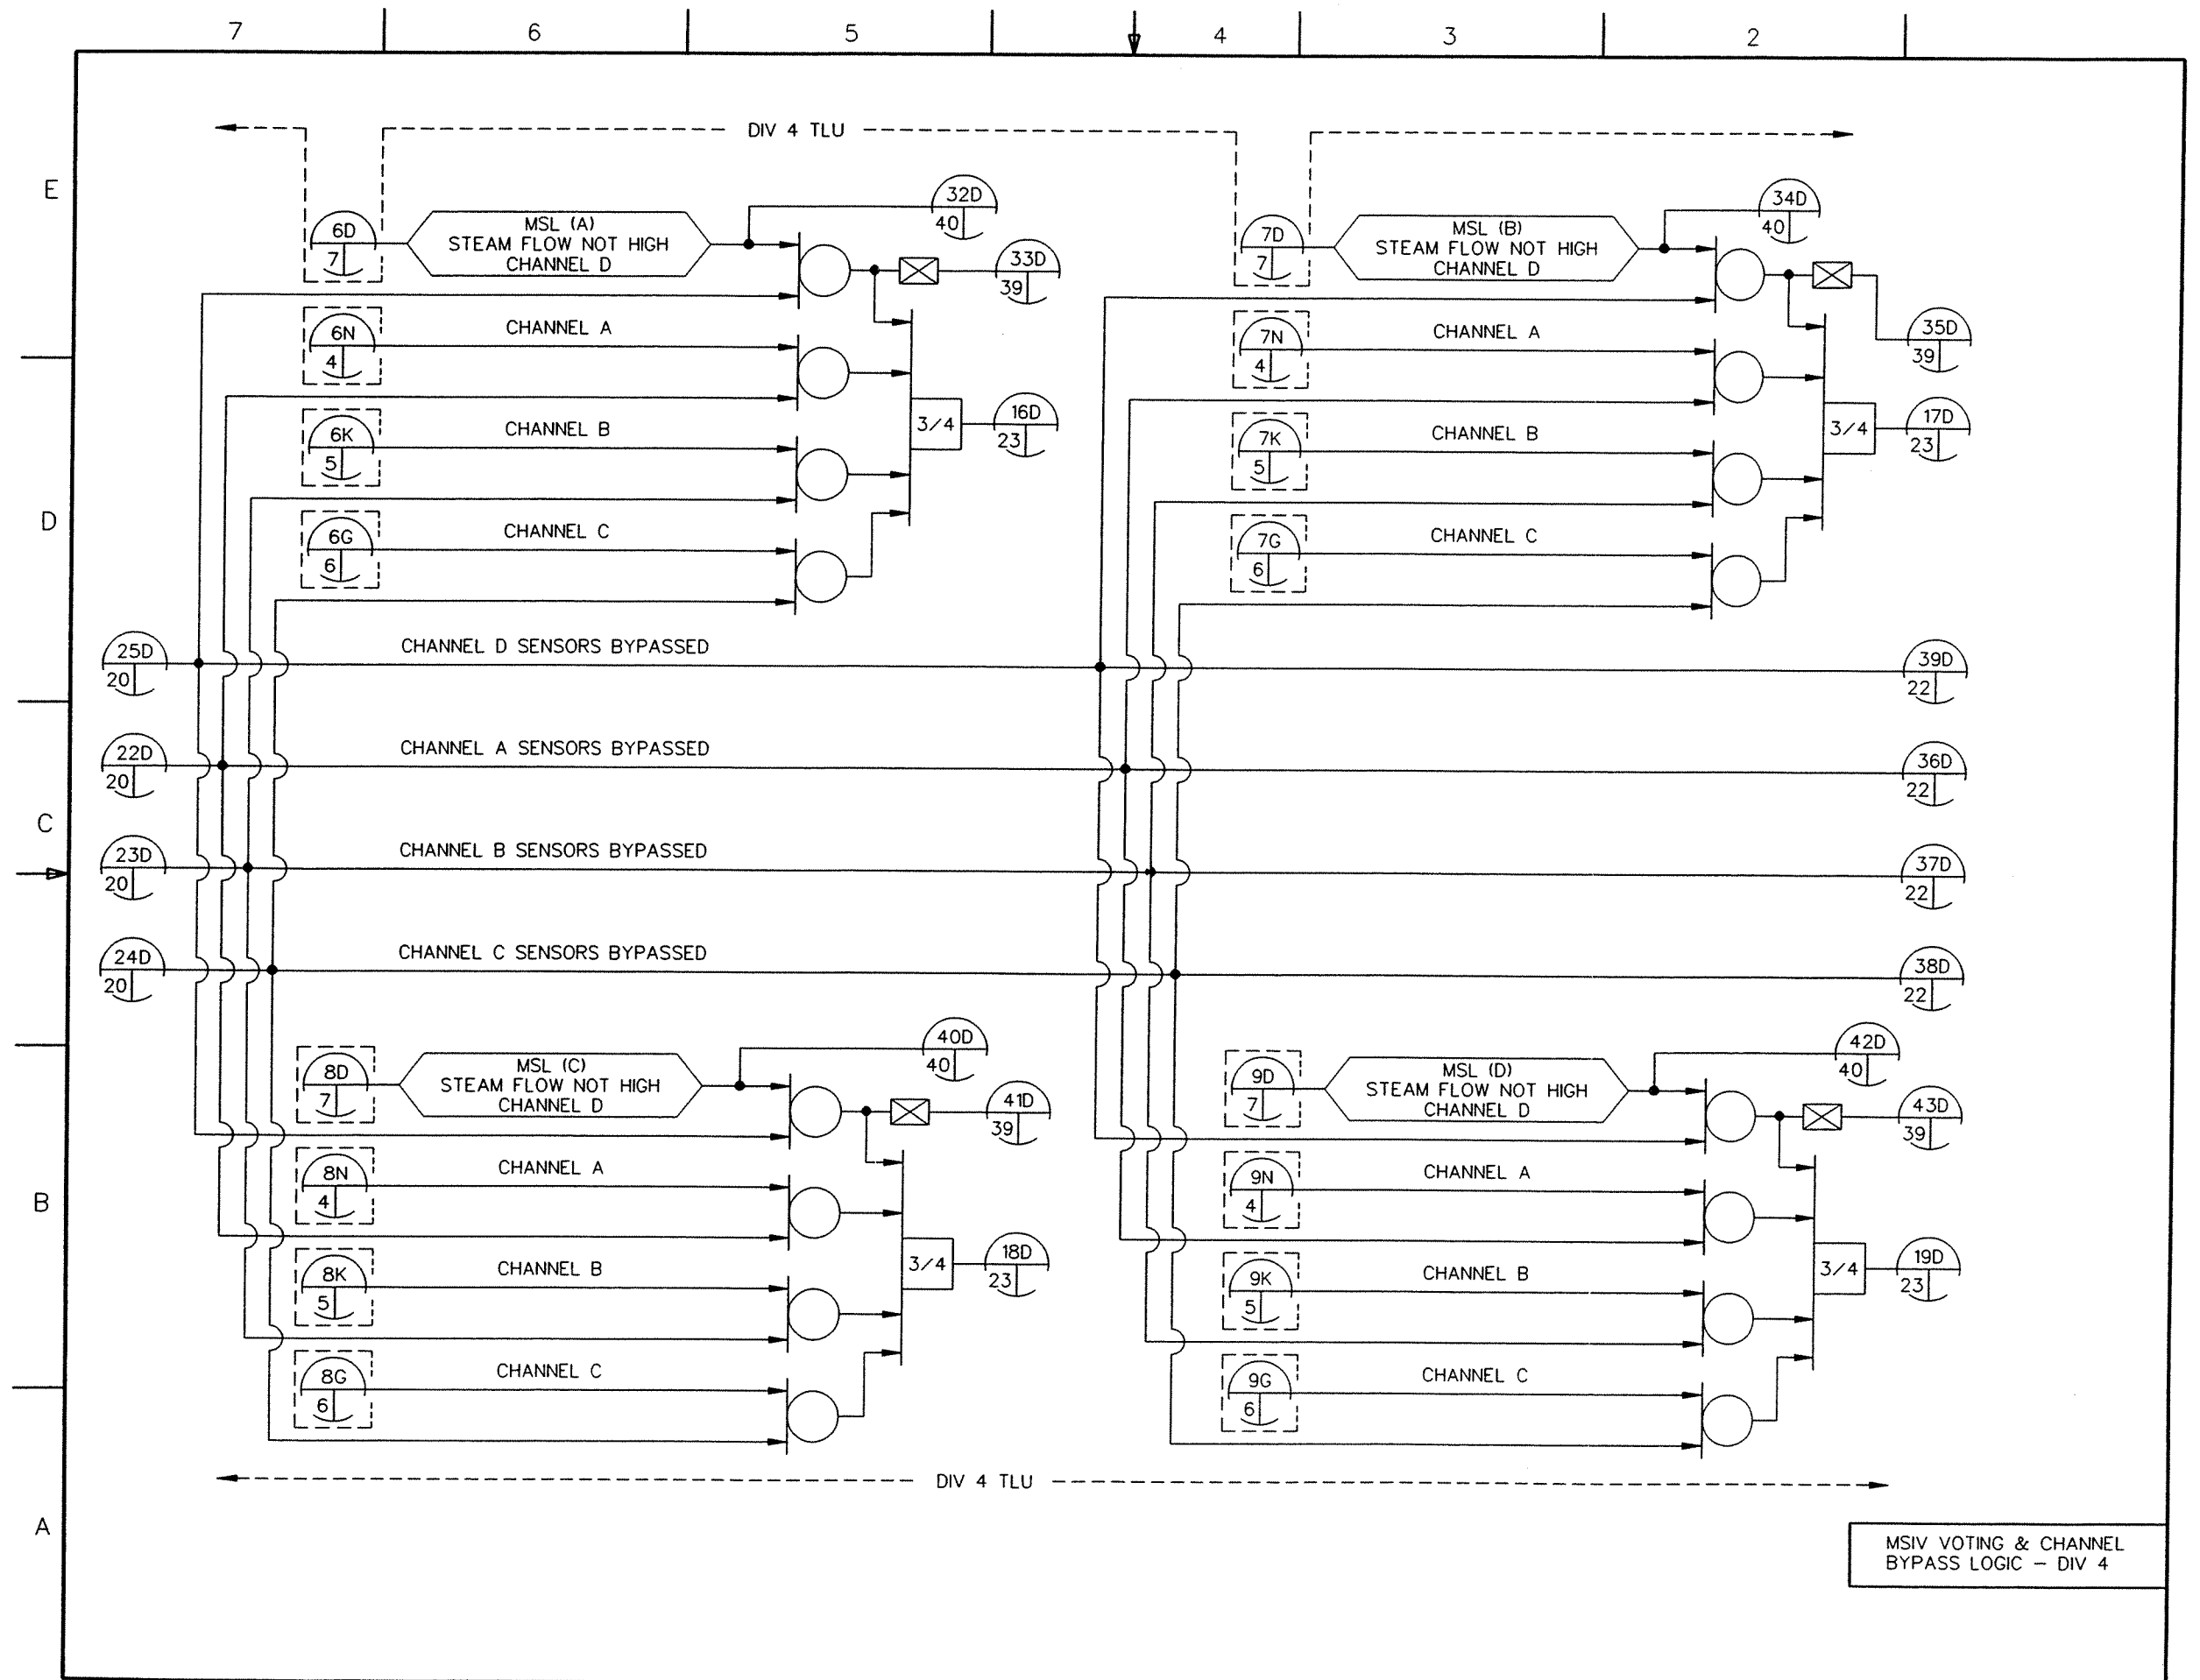 7 6 5 4 3 2
DIV 4 TLU
E
32D
40
34D
40
6D
7
MSL (A)
STEAM FLOW NOT HIGH
CHANNEL D
33D
39
7D
7
MSL (B)
STEAM FLOW NOT HIGH
CHANNEL D
35D
39
6N
4
CHANNEL A
7N
4
CHANNEL A
6K
5
CHANNEL B
3/4
16D
23
7K
5
CHANNEL B
3/4
17D
23
D
6G
6
CHANNEL C
7G
6
CHANNEL C
25D
20
CHANNEL D SENSORS BYPASSED
39D
22
22D
20
CHANNEL A SENSORS BYPASSED
36D
22
C
23D
20
CHANNEL B SENSORS BYPASSED
37D
22
24D
20
CHANNEL C SENSORS BYPASSED
38D
22
40D
40
42D
40
8D
7
MSL (C)
STEAM FLOW NOT HIGH
CHANNEL D
41D
39
9D
7
MSL (D)
STEAM FLOW NOT HIGH
CHANNEL D
43D
39
B
8N
4
CHANNEL A
9N
4
CHANNEL A
8K
5
CHANNEL B
3/4
18D
23
9K
5
CHANNEL B
3/4
19D
23
8G
6
CHANNEL C
9G
6
CHANNEL C
DIV 4 TLU
A
MSIV VOTING & CHANNEL
BYPASS LOGIC – DIV 4